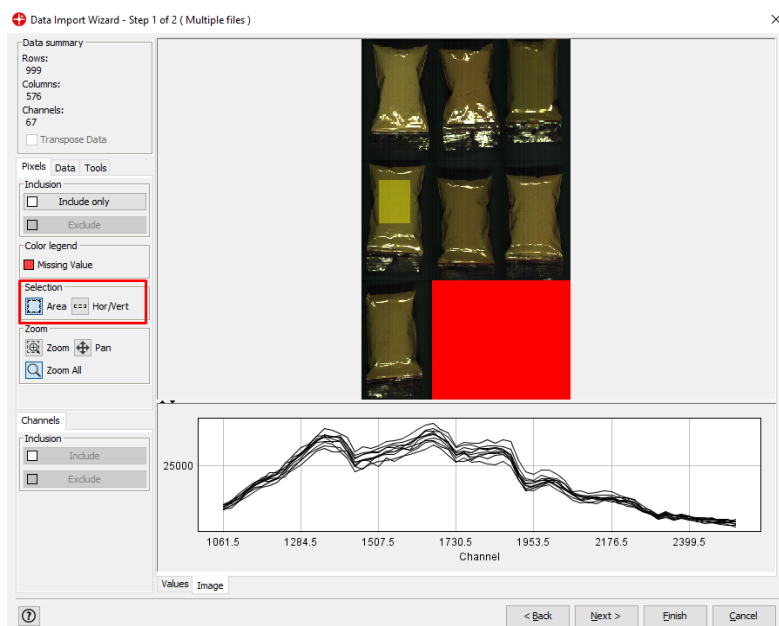 Data Import Wizard - Step 1 of 2 ( Multiple files )
Data summary
Rows:
999
Columns:
576
Channels:
67
Transpose Data
Pixels Data Tools
Inclusion
Include only
Exclude
Color legend
Missing Value
Selection
Area Hor/Vert
Zoom
Zoom Pan
Zoom All
Channels
Inclusion
Include
Exclude
25000
1061.5 1284.5 1507.5 1730.5 1953.5 2176.5 2399.5
Channel
Values Image
< Back Next > Finish Cancel